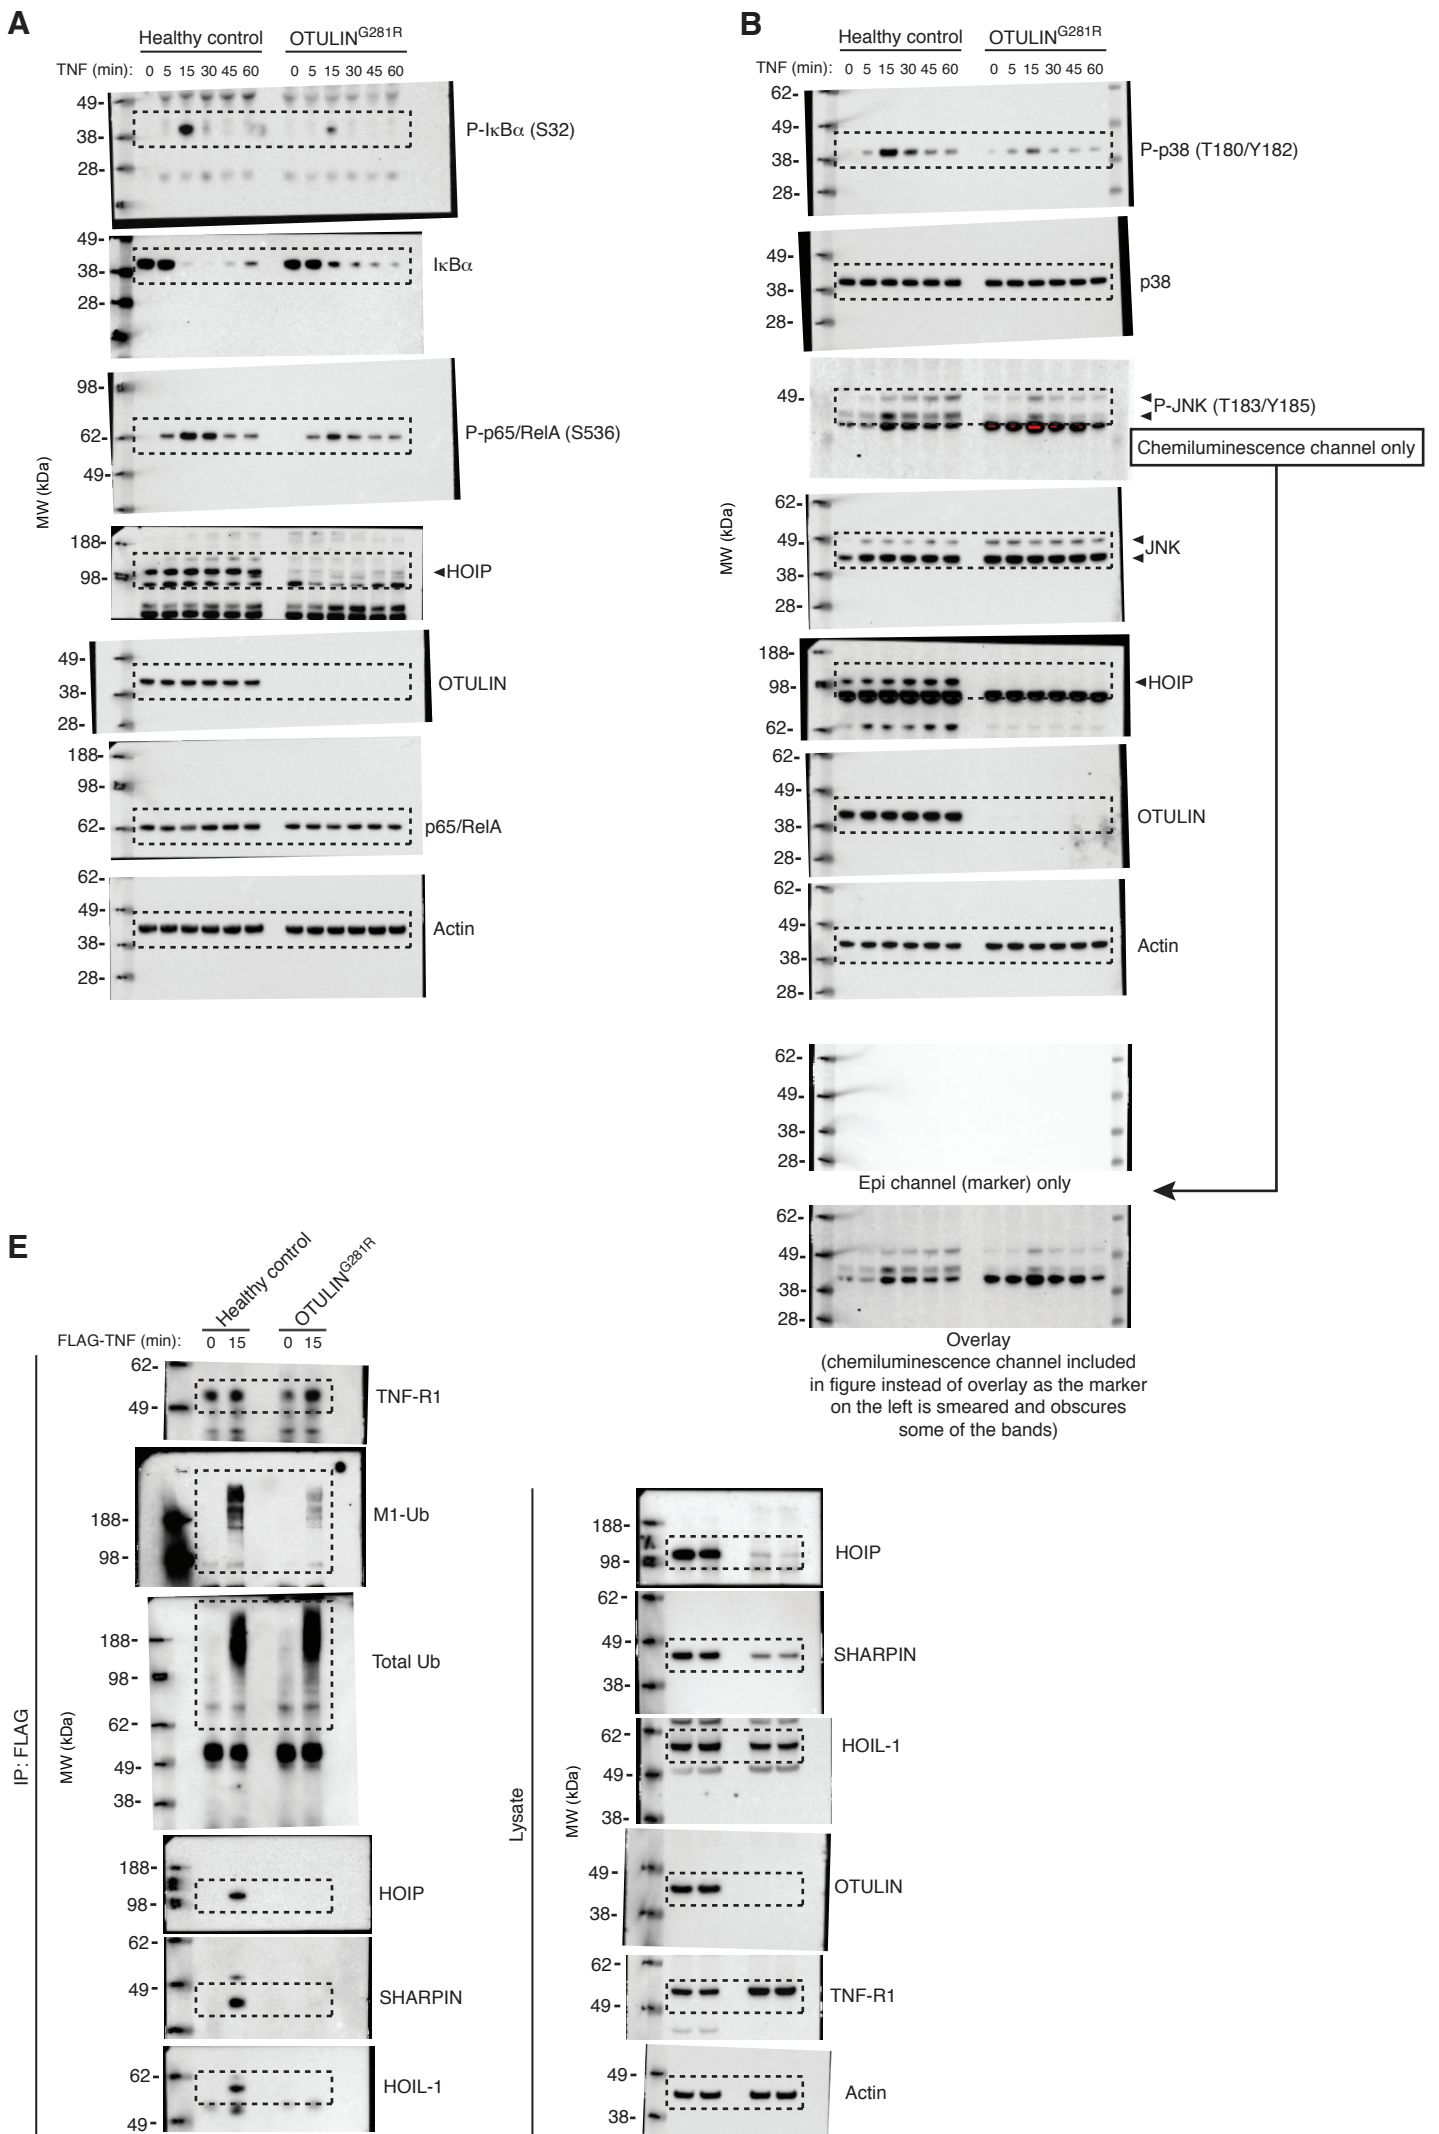 A
Healthy control OTULIN^G281R
TNF (min): 0 5 15 30 45 60 0 5 15 30 45 60
49-
38-
28-
P-IκBα (S32)
49-
38-
28-
IκBα
98-
62-
49-
P-p65/RelA (S536)
MW (kDa)
188-
98-
◄HOIP
49-
38-
28-
OTULIN
188-
98-
62-
p65/RelA
62-
49-
38-
28-
Actin
B
Healthy control OTULIN^G281R
TNF (min): 0 5 15 30 45 60 0 5 15 30 45 60
62-
49-
38-
28-
P-p38 (T180/Y182)
49-
38-
28-
p38
49-
◄P-JNK (T183/Y185)
◄
Chemiluminescence channel only
MW (kDa)
62-
49-
38-
28-
◄JNK
◄
188-
98-
62-
◄HOIP
62-
49-
38-
28-
OTULIN
62-
49-
38-
28-
Actin
62-
49-
38-
28-
Epi channel (marker) only
62-
49-
38-
28-
Overlay
(chemiluminescence channel included
in figure instead of overlay as the marker
on the left is smeared and obscures
some of the bands)
E
Healthy control OTULIN^G281R
FLAG-TNF (min): 0 15 0 15
IP: FLAG
MW (kDa)
62-
49-
TNF-R1
188-
98-
M1-Ub
188-
98-
62-
49-
38-
Total Ub
188-
98-
HOIP
62-
49-
SHARPIN
62-
49-
HOIL-1
Lysate
MW (kDa)
188-
98-
HOIP
62-
49-
38-
SHARPIN
62-
49-
38-
HOIL-1
49-
38-
OTULIN
62-
49-
TNF-R1
49-
38-
Actin